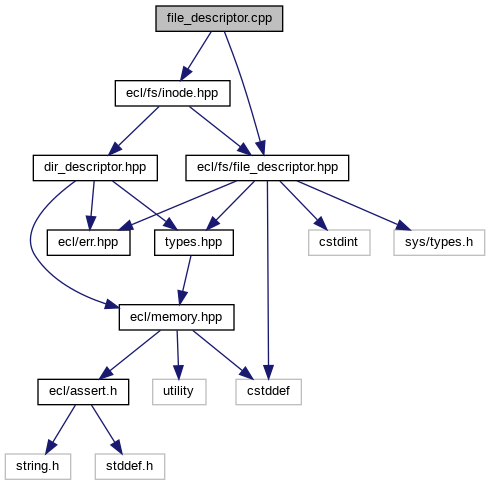 file_descriptor.cpp
ecl/fs/inode.hpp
dir_descriptor.hpp
ecl/fs/file_descriptor.hpp
ecl/err.hpp
types.hpp
cstdint
sys/types.h
ecl/memory.hpp
ecl/assert.h
utility
cstddef
string.h
stddef.h